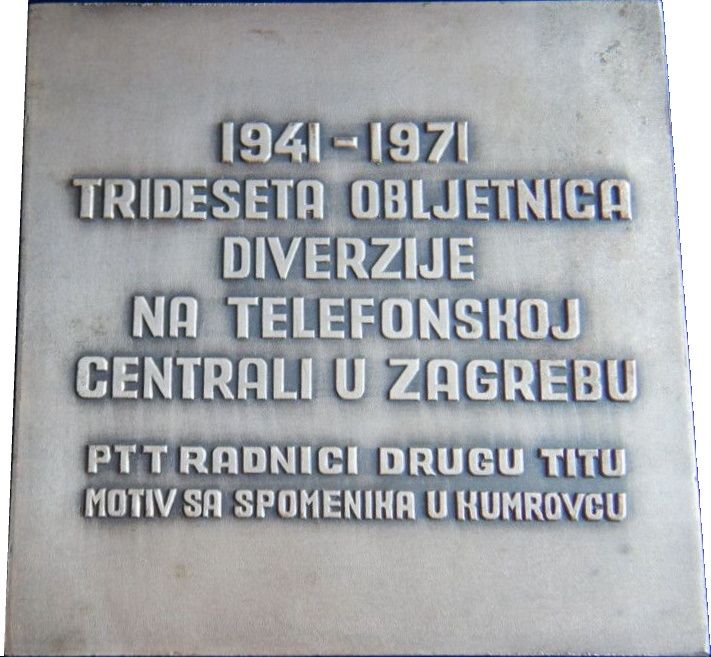 1941-1971
TRIDESETA OBLJETNICA
DIVERZIJE
NA TELEFONSKOJ
CENTRALI U ZAGREBU
PTT RADNICI DRUGU TITU
MOTIV SA SPOMENIKA U KUMROVCU